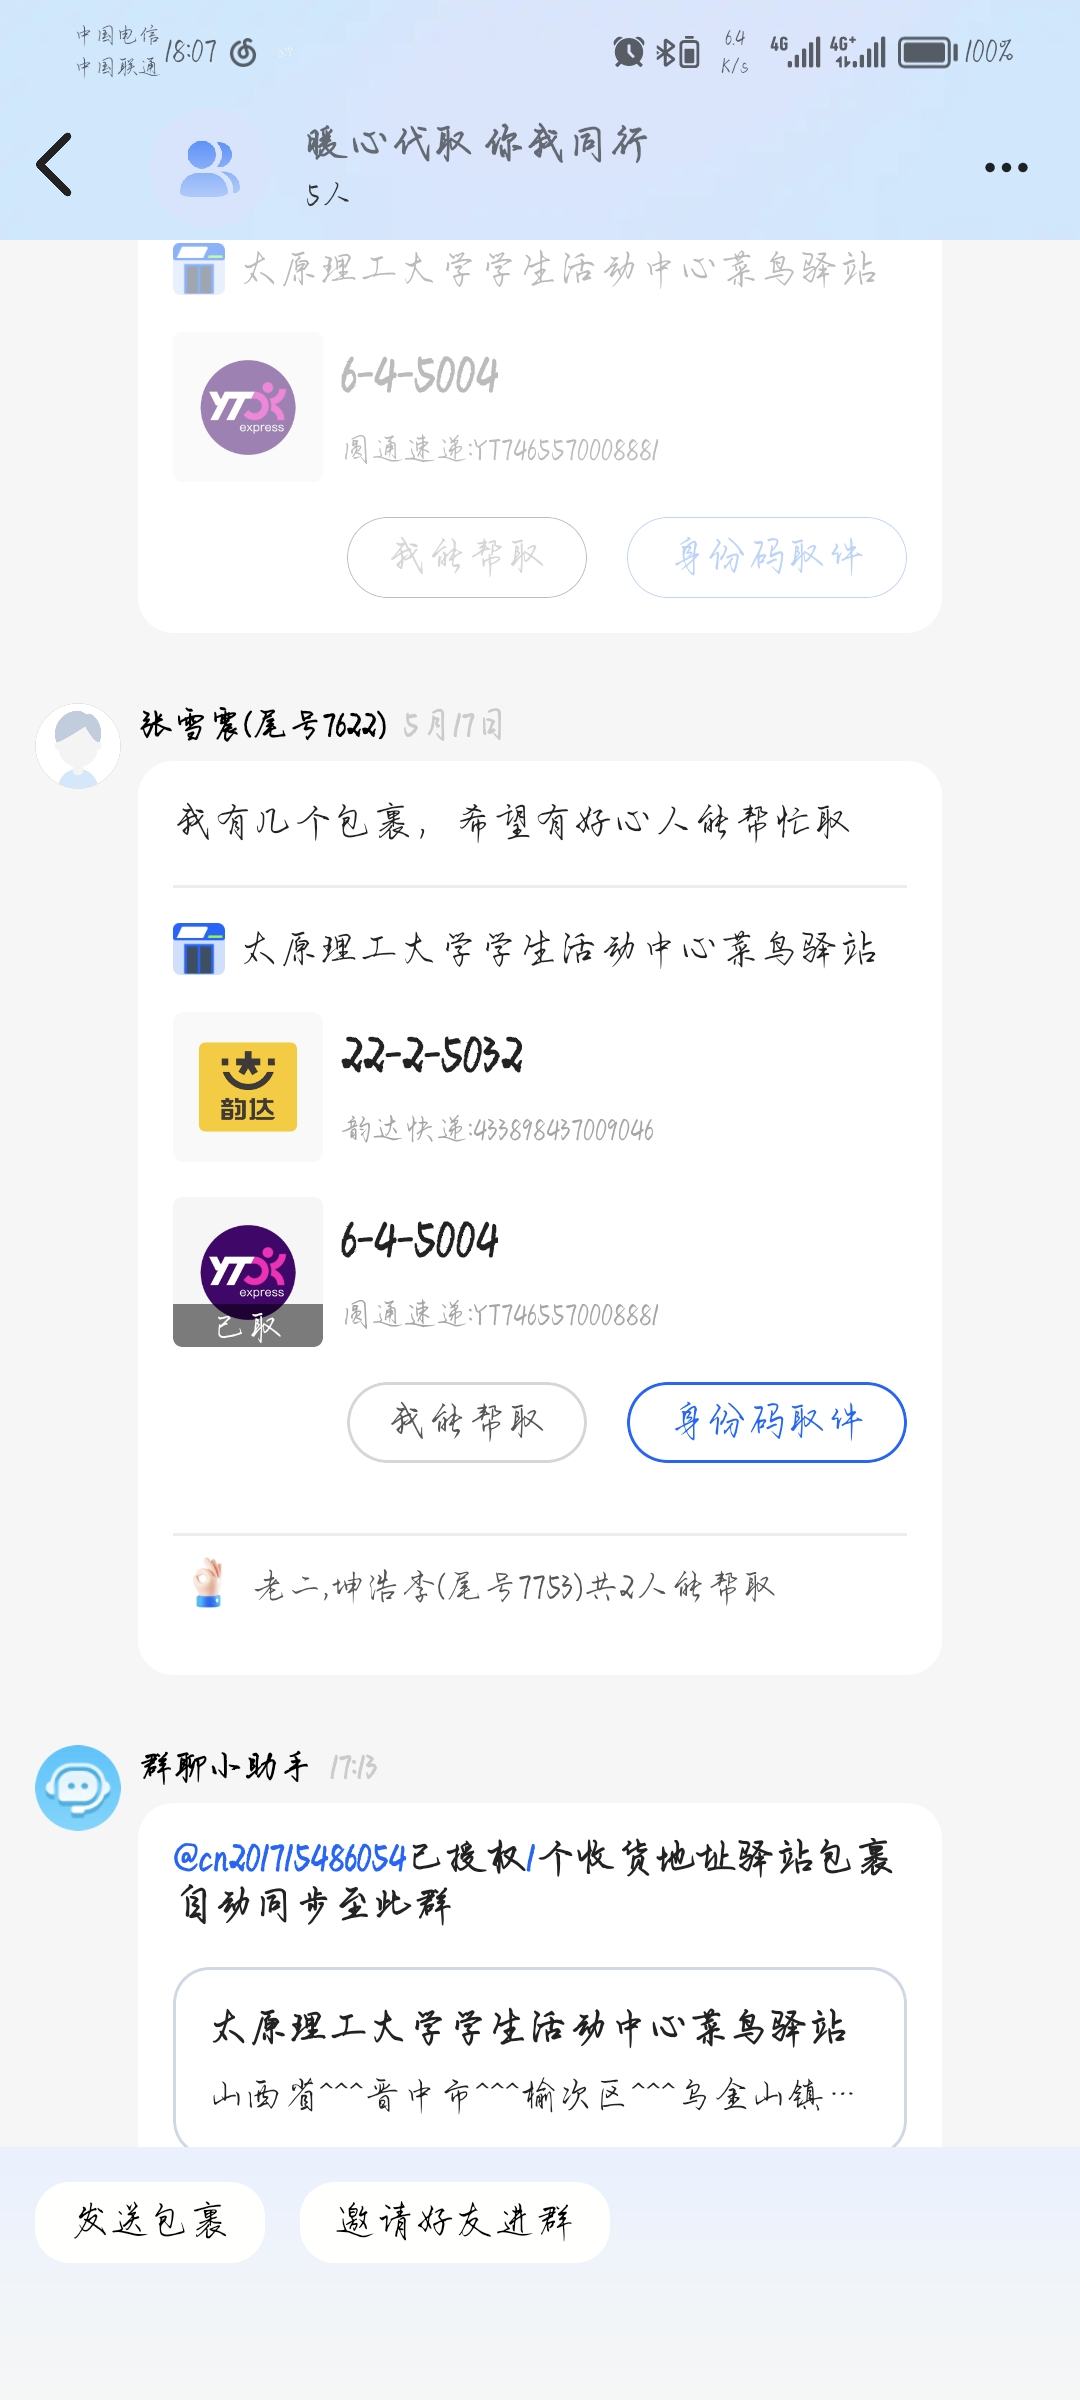 中国电信
中国联通
18:07
6.4
K/s
4G
4G+
100%
暖心代取 你我同行
5人
太原理工大学学生活动中心菜鸟驿站
YTO
express
6-4-5004
圆通速递:YT7465570008881
我能帮取
身份码取件
张雪震(尾号7622) 5月17日
我有几个包裹，希望有好心人能帮忙取
太原理工大学学生活动中心菜鸟驿站
韵达
22-2-5032
韵达快递:433898437009046
YTO
express
已取
6-4-5004
圆通速递:YT7465570008881
我能帮取
身份码取件
老二,坤浩李(尾号7753)共2人能帮取
群聊小助手 17:13
@cn201715486054已授权1个收货地址驿站包裹
自动同步至此群
太原理工大学学生活动中心菜鸟驿站
山西省^^^晋中市^^^榆次区^^^乌金山镇…
发送包裹
邀请好友进群